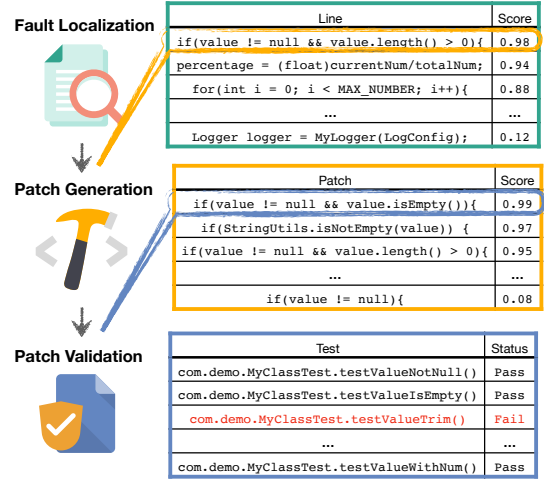 Fault Localization
Line Score
if(value != null && value.length() > 0){ 0.98
percentage = (float)currentNum/totalNum; 0.94
for(int i = 0; i < MAX_NUMBER; i++){ 0.88
... ...
Logger logger = MyLogger(LogConfig); 0.12
Patch Generation
Patch Score
if(value != null && value.isEmpty()){ 0.99
if(StringUtils.isNotEmpty(value)) { 0.97
if(value != null && value.length() > 0){ 0.95
... ...
if(value != null){ 0.08
Patch Validation
Test Status
com.demo.MyClassTest.testValueNotNull() Pass
com.demo.MyClassTest.testValueIsEmpty() Pass
com.demo.MyClassTest.testValueTrim() Fail
... ...
com.demo.MyClassTest.testValueWithNum() Pass